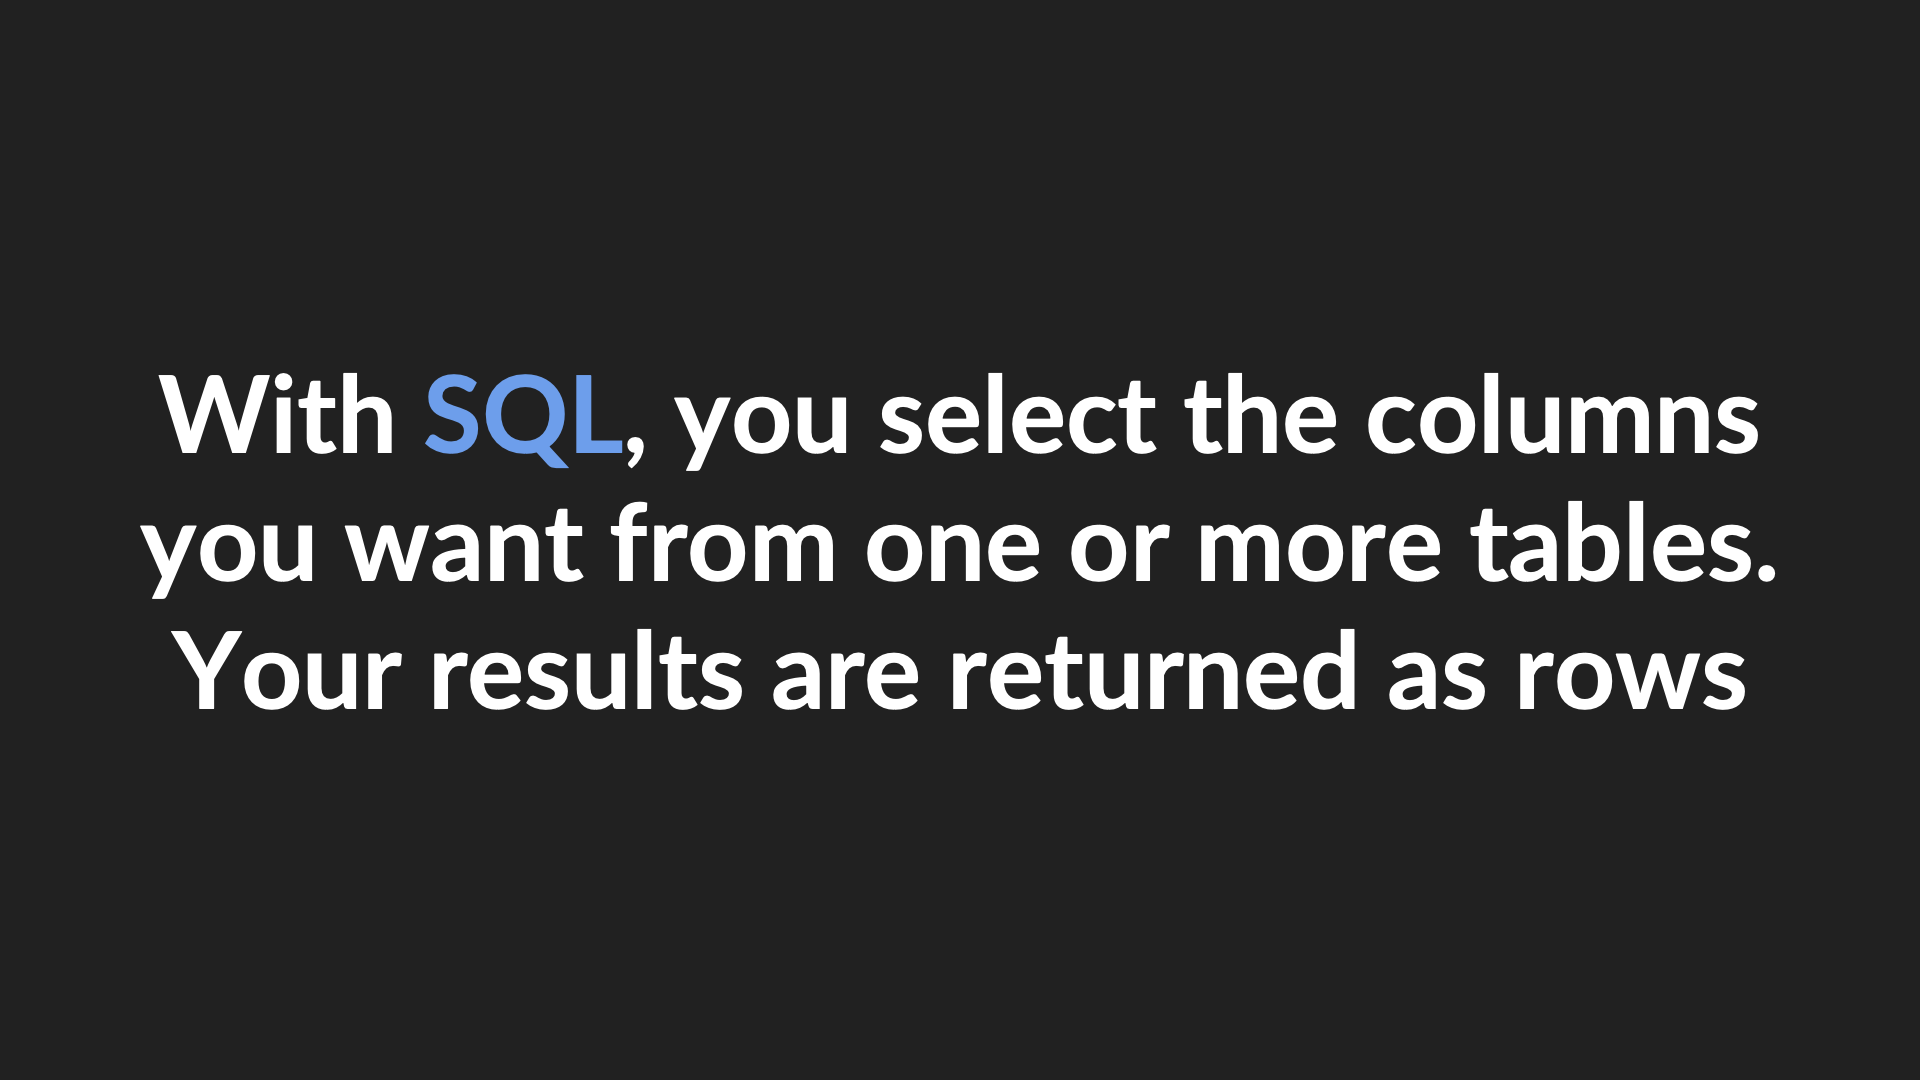 With SQL, you select the columns
you want from one or more tables.
Your results are returned as rows